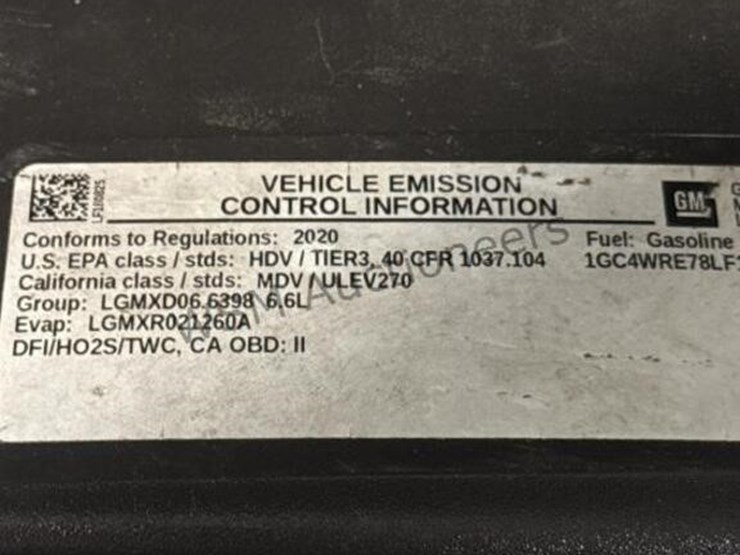 VEHICLE EMISSION
CONTROL INFORMATION
GM
Conforms to Regulations: 2020
Fuel: Gasoline
U.S. EPA class / stds: HDV / TIER3, 40 CFR 1037.104
1GC4WRE78LF
California class / stds: MDV / ULEV270
Group: LGMXD06.6398 6.6L
Evap: LGMXR021260A
DFI/HO2S/TWC, CA OBD: II